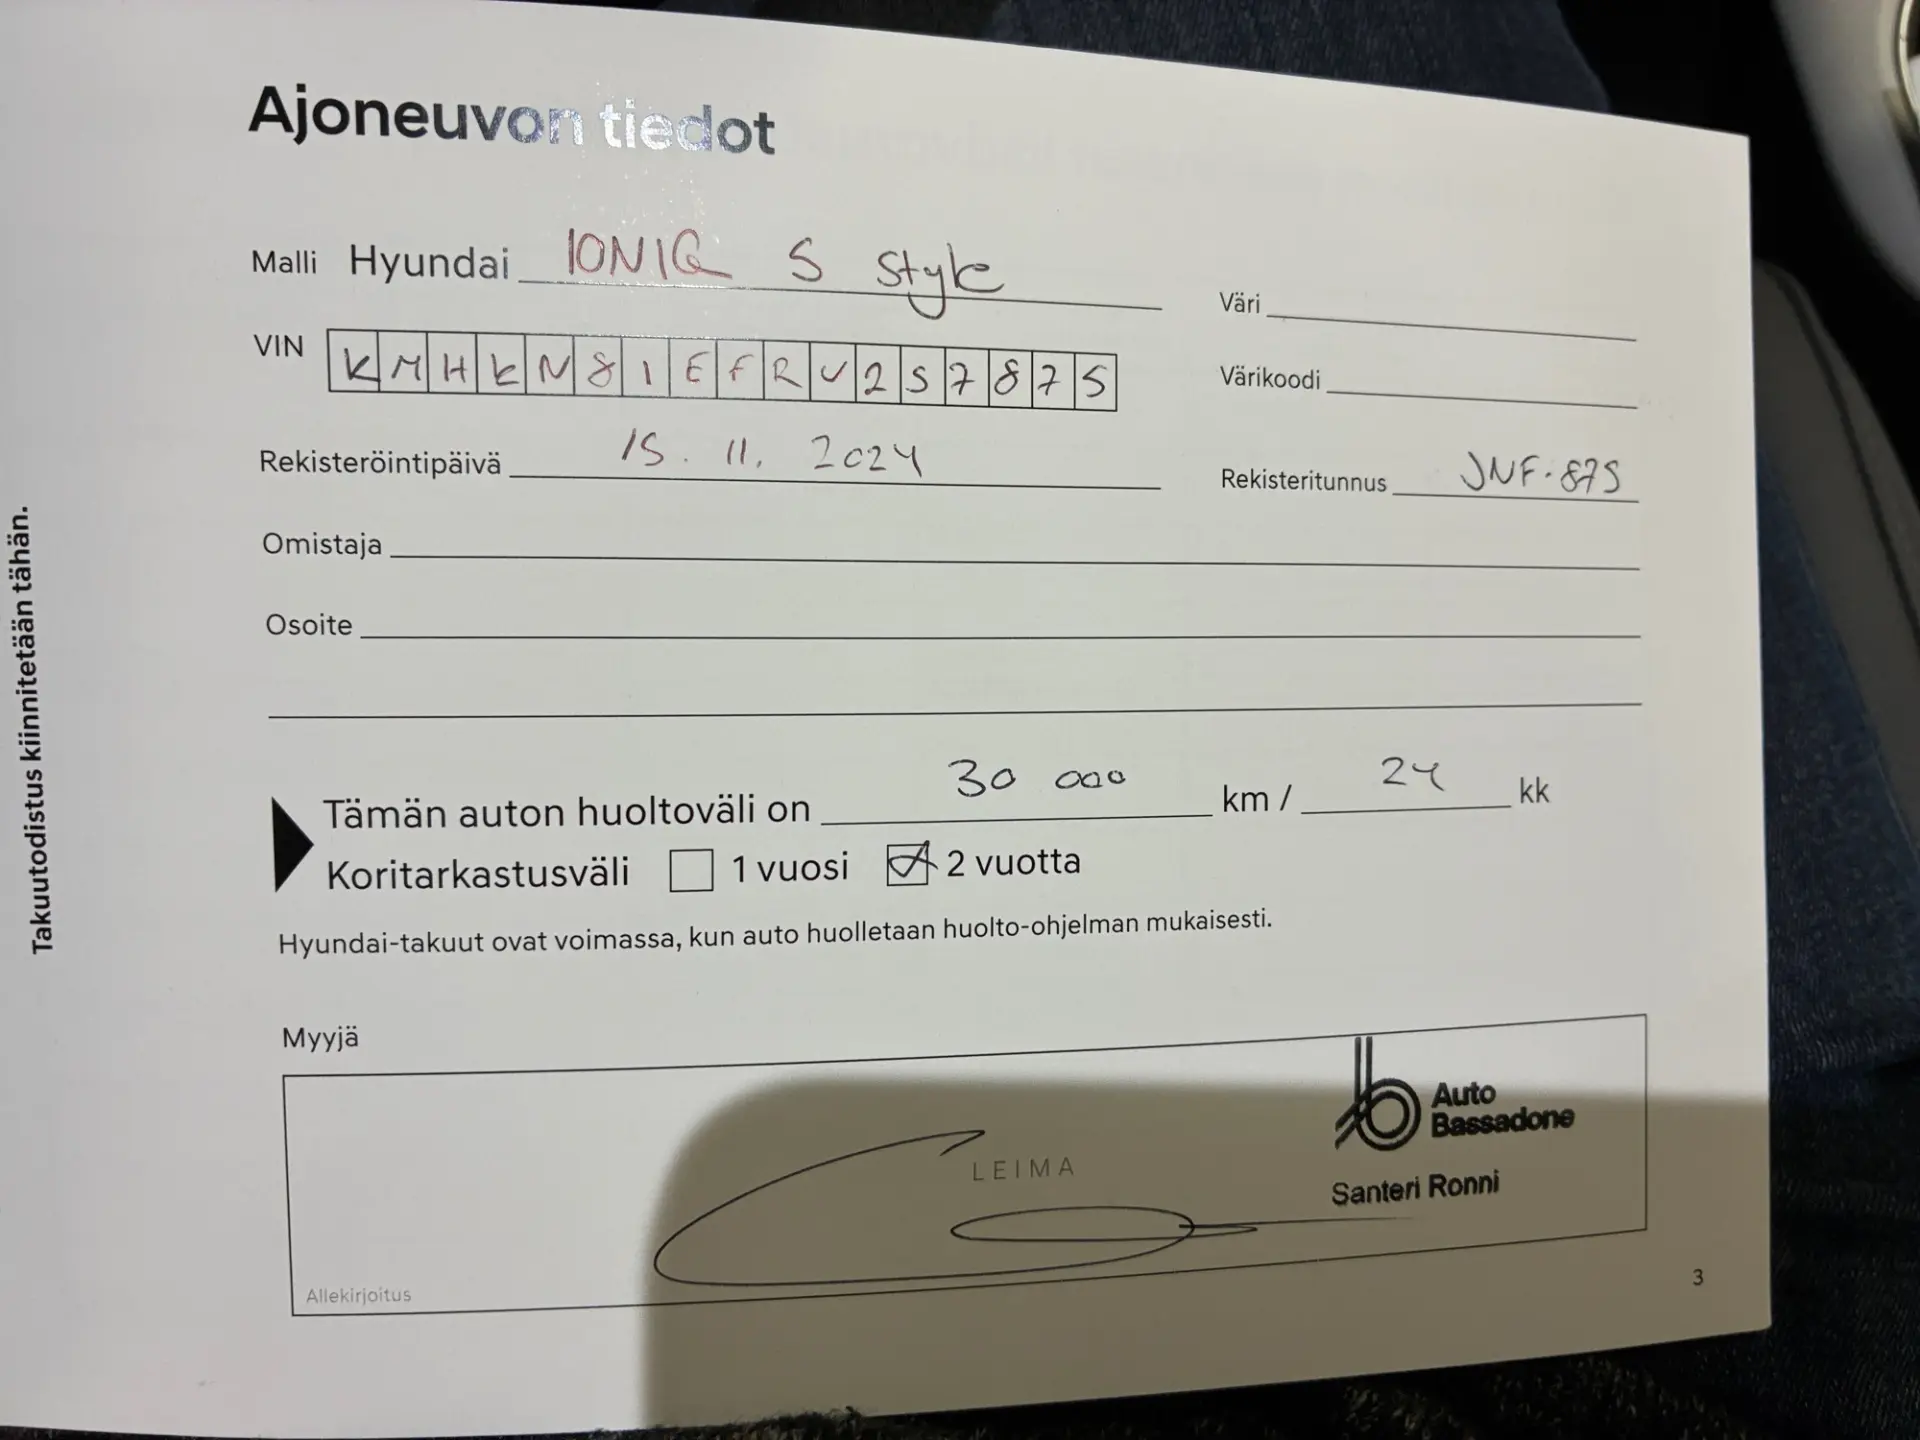 Ajoneuvon tiedot
Malli Hyundai IONIQ 5 Style
Väri
VIN KMHKN81EFRU257875
Värikoodi
Rekisteröintipäivä 15. 11. 2024
Rekisteritunnus JNF-875
Omistaja
Osoite
Tämän auton huoltoväli on 30 000 km / 24 kk
Koritarkastusväli 1 vuosi 2 vuotta
Hyundai-takuut ovat voimassa, kun auto huolletaan huolto-ohjelman mukaisesti.
Myyjä
Auto
Bassadone
LEIMA
Santeri Ronni
Allekirjoitus
3
Takuutodistus kiinnitetään tähän.